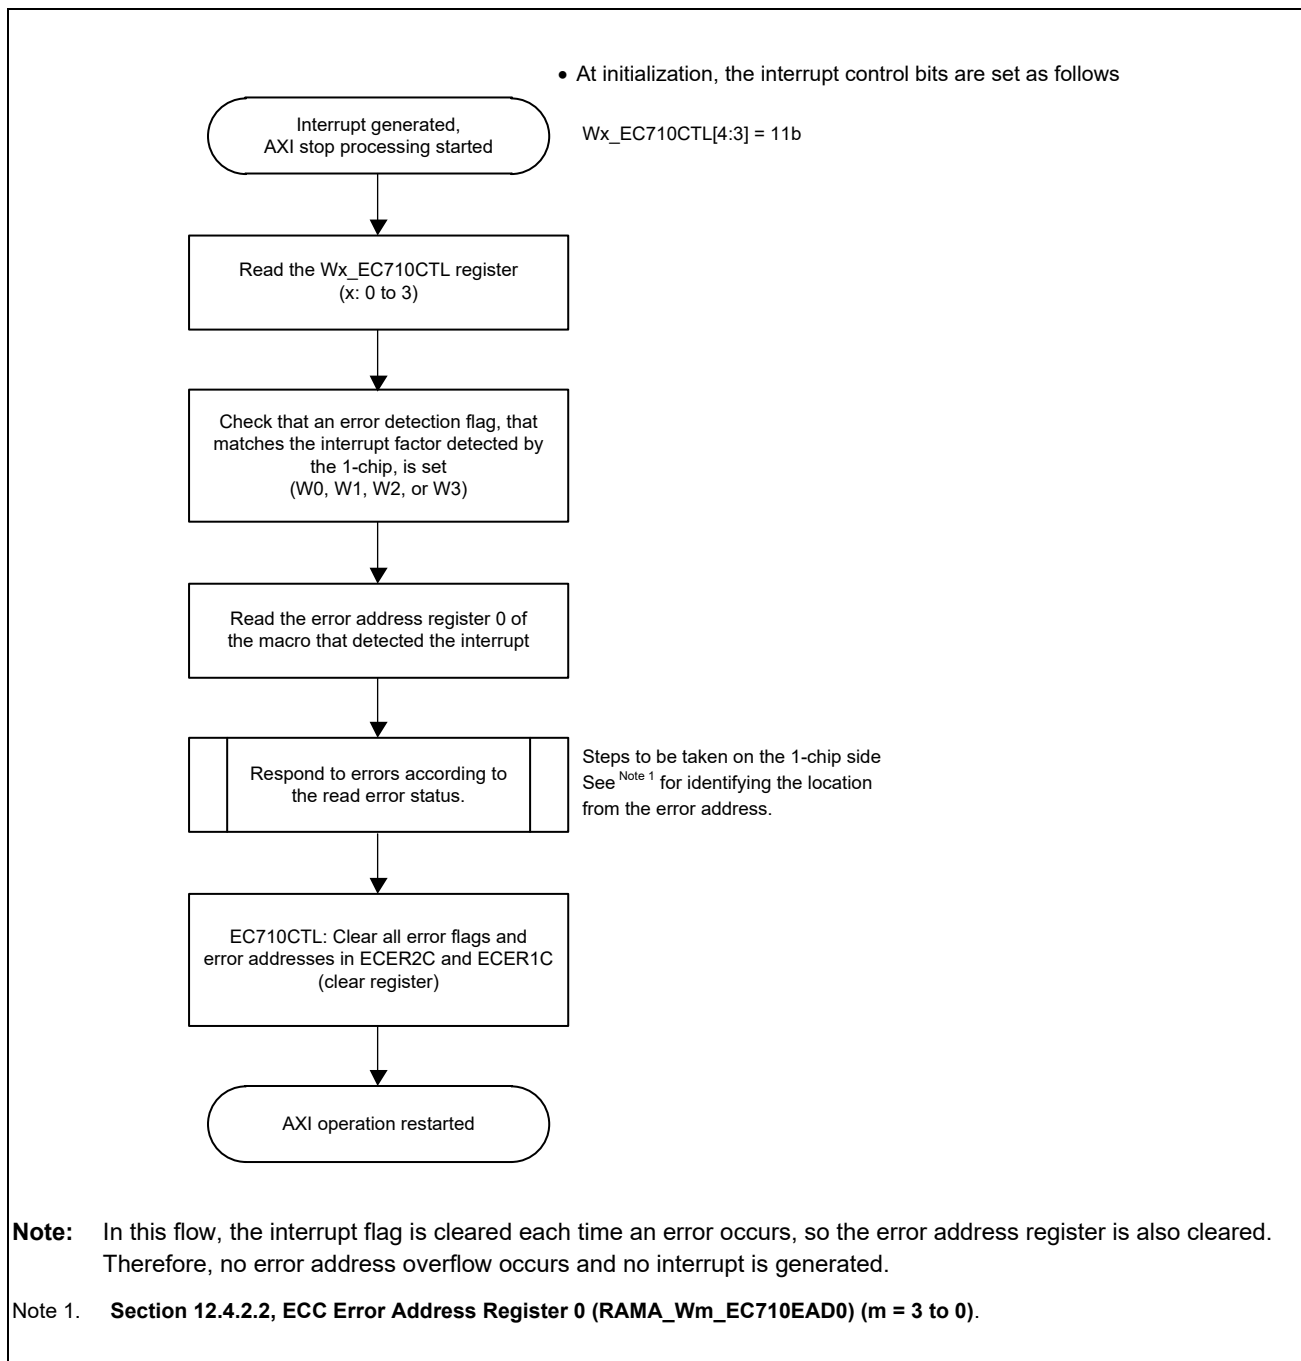 • At initialization, the interrupt control bits are set as follows
Interrupt generated,
AXI stop processing started
Wx_EC710CTL[4:3] = 11b
Read the Wx_EC710CTL register
(x: 0 to 3)
Check that an error detection flag, that
matches the interrupt factor detected by
the 1-chip, is set
(W0, W1, W2, or W3)
Read the error address register 0 of
the macro that detected the interrupt
Respond to errors according to
the read error status.
Steps to be taken on the 1-chip side
See Note 1 for identifying the location
from the error address.
EC710CTL: Clear all error flags and
error addresses in ECER2C and ECER1C
(clear register)
AXI operation restarted
Note: In this flow, the interrupt flag is cleared each time an error occurs, so the error address register is also cleared.
Therefore, no error address overflow occurs and no interrupt is generated.
Note 1. Section 12.4.2.2, ECC Error Address Register 0 (RAMA_Wm_EC710EAD0) (m = 3 to 0).